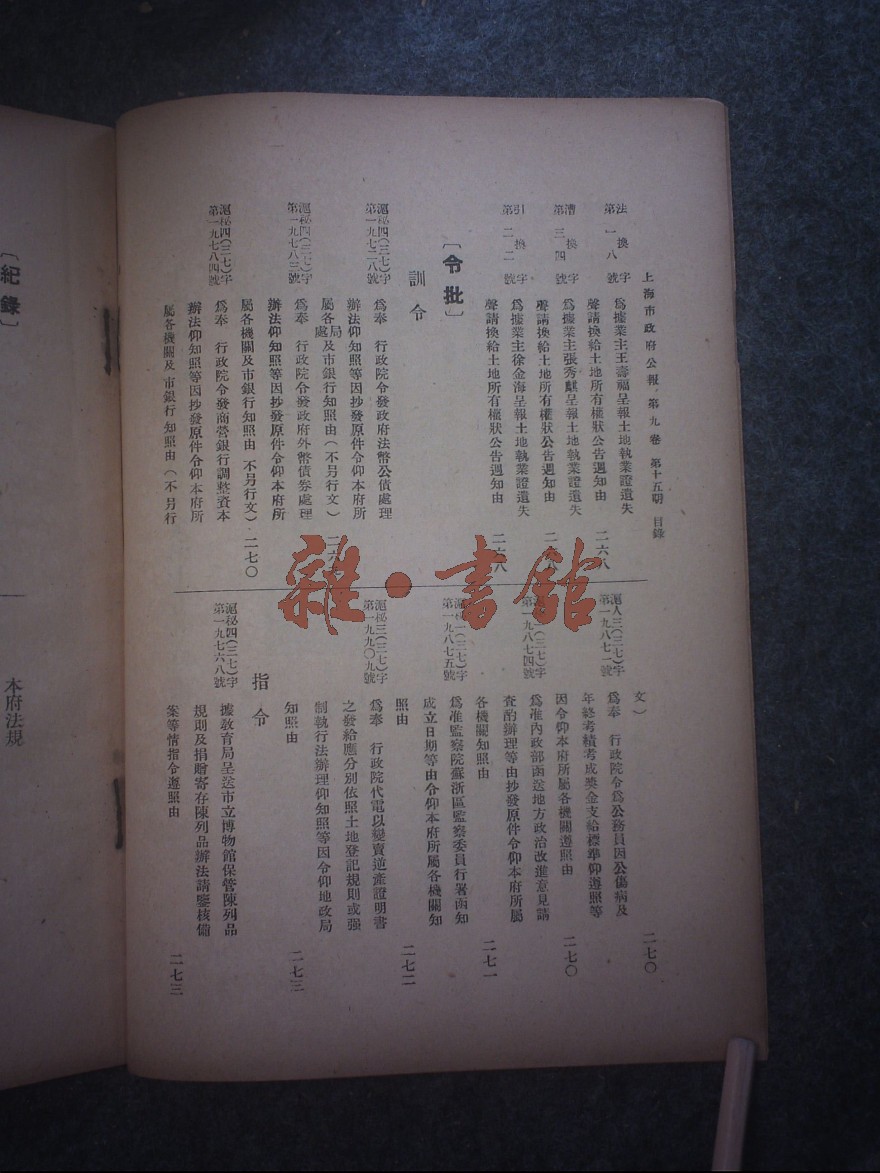 上海市政府公報 第九卷 第十五期 目錄
法換字
第一八號
為據業主王壽福呈報土地執業證遺失
聲請換給土地所有權狀公告週知由
二六八
漕換字
第三四號
為據業主張秀麒呈報土地執業證遺失
聲請換給土地所有權狀公告週知由
引換字
第二二號
為據業主徐金海呈報土地執業證遺失
聲請換給土地所有權狀公告週知由
〔令批〕
訓令
滬秘四(三七)字
第一九七二八號
為奉 行政院令發政府法幣公債處理
辦法仰知照等因抄發原件令仰本府所
屬各局處及市銀行知照由(不另行文)
滬秘四(三七)字
第一九七八三號
為奉 行政院令發政府外幣債券處理
辦法仰知照等因抄發原件令仰本府所
屬各機關及市銀行知照由 不另行文)
二七〇
滬秘四(三七)字
第一九七八四號
為奉 行政院令發商營銀行調整資本
辦法仰知照等因抄發原件令仰本府所
屬各機關及市銀行知照由(不另行
文)
二七〇
滬人三(三七)字
第一九八七一號
為奉 行政院令為公務員因公傷病及
年終考績考成獎金支給標準仰遵照等
因令仰本府所屬各機關遵照由
二七〇
(三七)字
第一九八七四號
為准內政部函送地方政治改進意見請
查酌辦理等由抄發原件令仰本府所屬
各機關知照由
二七一
滬秘一(三七)字
第一九八七五號
為准監察院蘇浙區監察委員行署函知
成立日期等由令仰本府所屬各機關知
照由
二七二
滬秘三(三七)字
第一九九〇九號
為奉 行政院代電以變賣逆產證明書
之發給應分別依照土地登記規則或强
制執行法辦理仰知照等因令仰地政局
知照由
二七三
指令
滬秘四(三七)字
第一九七六八號
據教育局呈送市立博物館保管陳列品
規則及捐贈寄存陳列品辦法請鑒核備
案等情指令遵照由
二七三
〔紀錄〕
本府法規
雜·書館